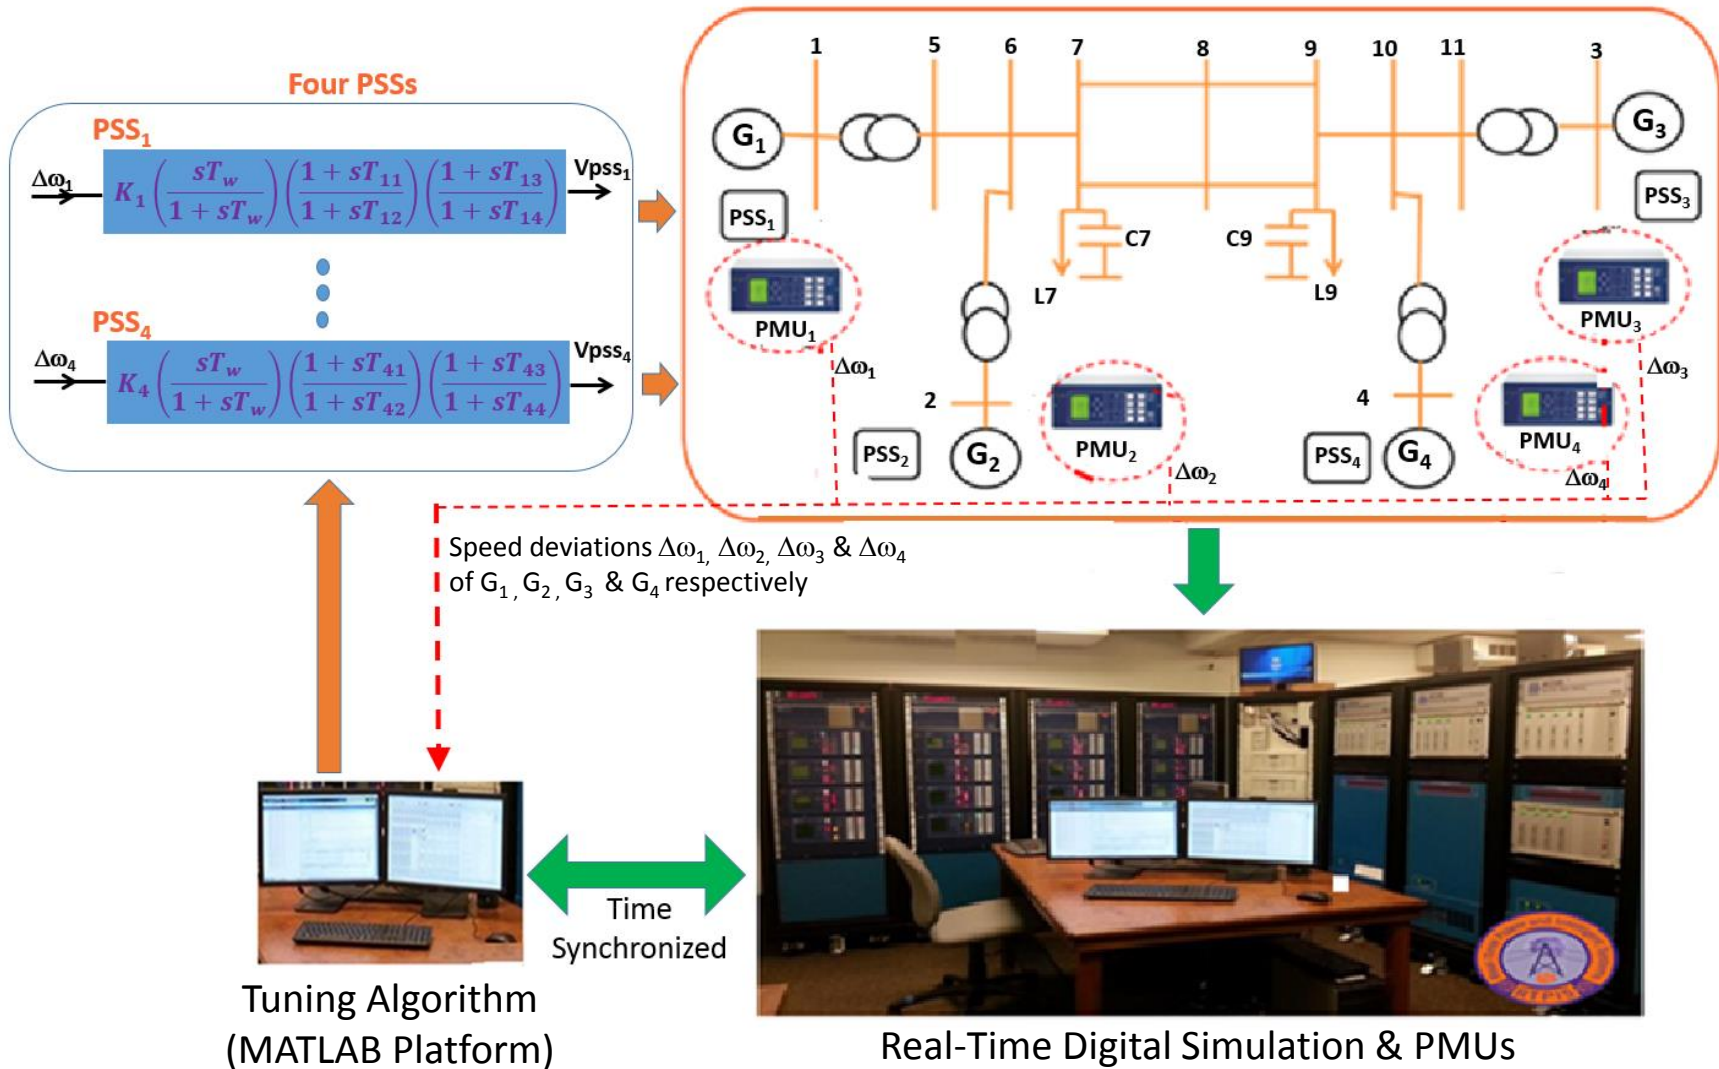 Four PSSs
PSS₁
Δω₁
K₁ (sT_w / 1 + sT_w) (1 + sT₁₁ / 1 + sT₁₂) (1 + sT₁₃ / 1 + sT₁₄)
Vpss₁
PSS₄
Δω₄
K₄ (sT_w / 1 + sT_w) (1 + sT₄₁ / 1 + sT₄₂) (1 + sT₄₃ / 1 + sT₄₄)
Vpss₄
1 5 6 7 8 9 10 11 3
G₁
G₃
PSS₁
PSS₃
C7
C9
L7
L9
PMU₁
PMU₃
Δω₁
Δω₃
2
4
PMU₂
PMU₄
PSS₂
G₂
PSS₄
G₄
Δω₂
Δω₄
Speed deviations Δω₁, Δω₂, Δω₃ & Δω₄
of G₁, G₂, G₃ & G₄ respectively
Time
Synchronized
Tuning Algorithm
(MATLAB Platform)
Real-Time Digital Simulation & PMUs